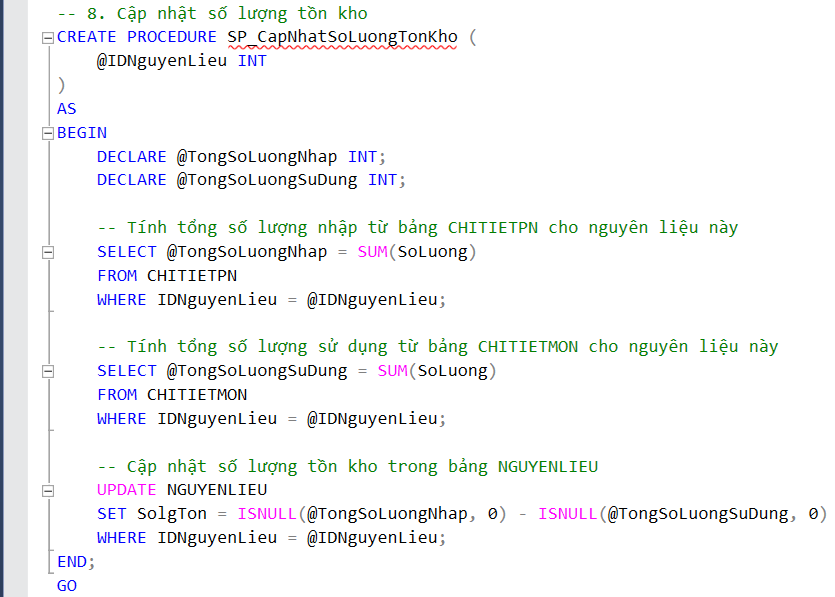 -- 8. Cập nhật số lượng tồn kho
CREATE PROCEDURE SP_CapNhatSoLuongTonKho (
@IDNguyenLieu INT
)
AS
BEGIN
DECLARE @TongSoLuongNhap INT;
DECLARE @TongSoLuongSuDung INT;
-- Tính tổng số lượng nhập từ bảng CHITIETPN cho nguyên liệu này
SELECT @TongSoLuongNhap = SUM(SoLuong)
FROM CHITIETPN
WHERE IDNguyenLieu = @IDNguyenLieu;
-- Tính tổng số lượng sử dụng từ bảng CHITIETMON cho nguyên liệu này
SELECT @TongSoLuongSuDung = SUM(SoLuong)
FROM CHITIETMON
WHERE IDNguyenLieu = @IDNguyenLieu;
-- Cập nhật số lượng tồn kho trong bảng NGUYENLIEU
UPDATE NGUYENLIEU
SET SolgTon = ISNULL(@TongSoLuongNhap, 0) - ISNULL(@TongSoLuongSuDung, 0)
WHERE IDNguyenLieu = @IDNguyenLieu;
END;
GO